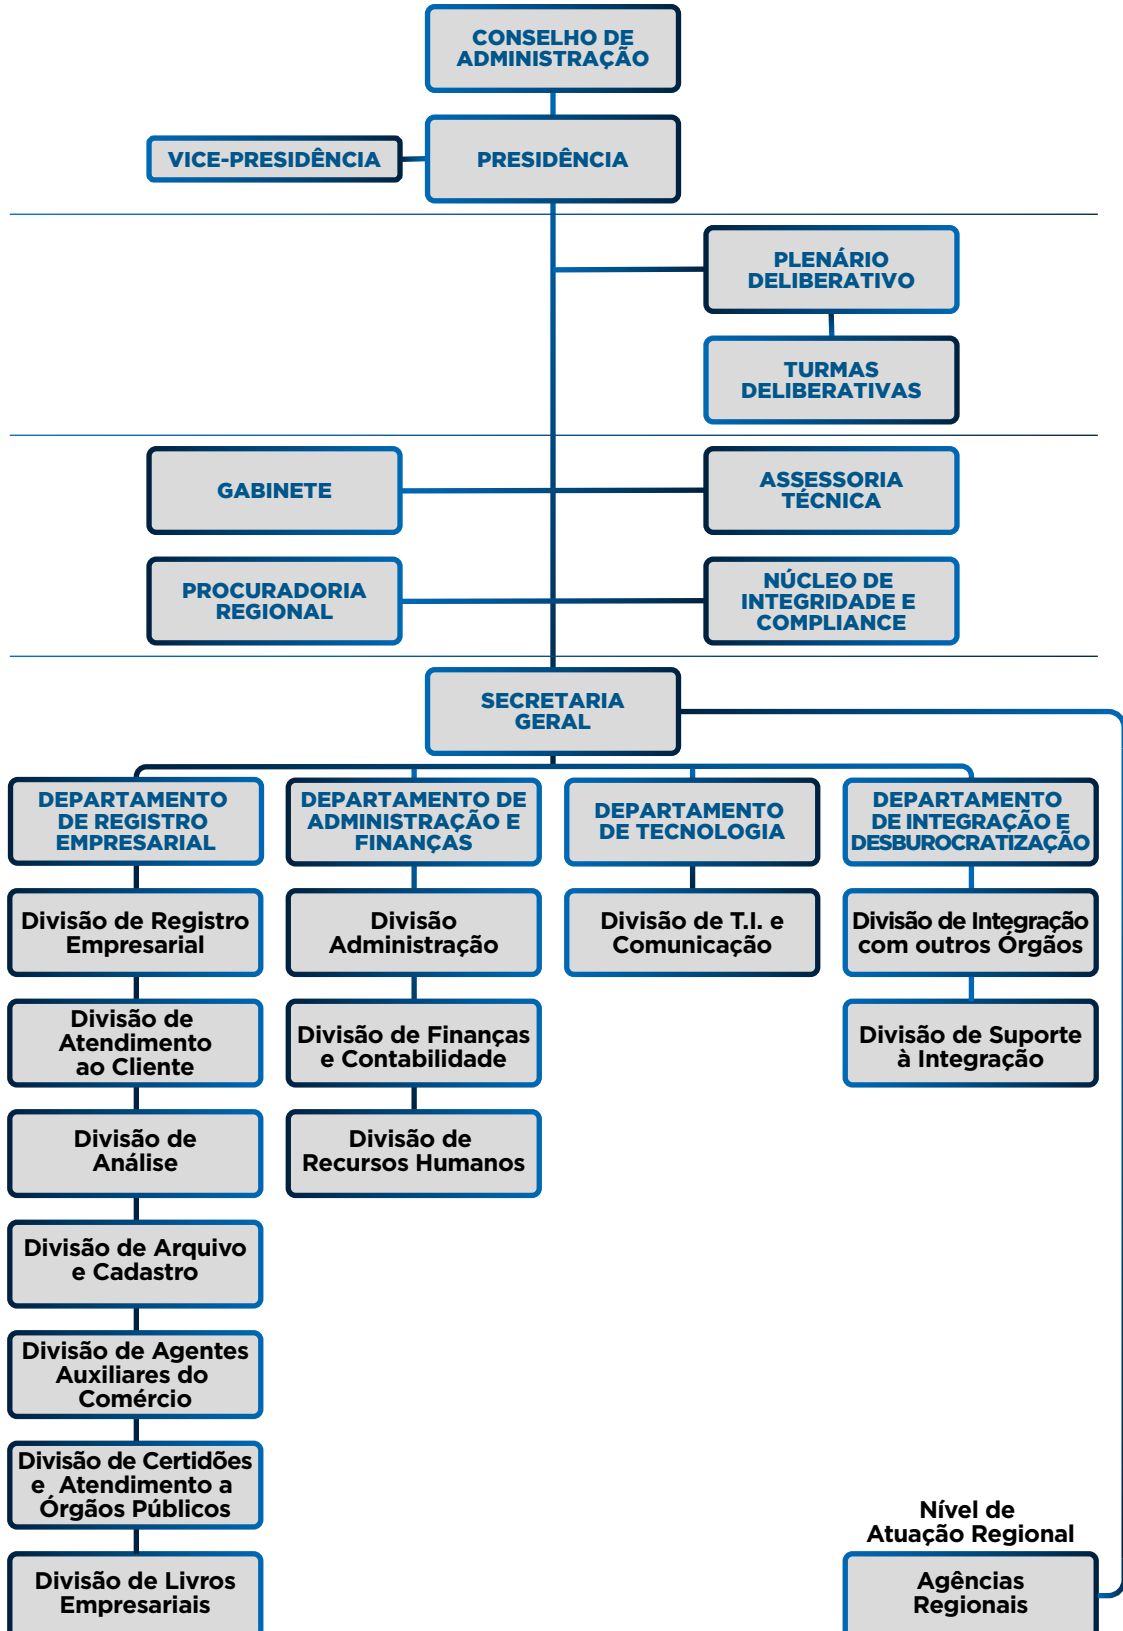 CONSELHO DE
ADMINISTRAÇÃO
VICE-PRESIDÊNCIA
PRESIDÊNCIA
PLENÁRIO
DELIBERATIVO
TURMAS
DELIBERATIVAS
GABINETE
ASSESSORIA
TÉCNICA
PROCURADORIA
REGIONAL
NÚCLEO DE
INTEGRIDADE E
COMPLIANCE
SECRETARIA
GERAL
DEPARTAMENTO
DE REGISTRO
EMPRESARIAL
DEPARTAMENTO DE
ADMINISTRAÇÃO E
FINANÇAS
DEPARTAMENTO
DE TECNOLOGIA
DEPARTAMENTO
DE INTEGRAÇÃO E
DESBUROCRATIZAÇÃO
Divisão de Registro
Empresarial
Divisão
Administração
Divisão de T.I. e
Comunicação
Divisão de Integração
com outros Órgãos
Divisão de
Atendimento
ao Cliente
Divisão de Finanças
e Contabilidade
Divisão de Suporte
à Integração
Divisão de
Análise
Divisão de
Recursos Humanos
Divisão de Arquivo
e Cadastro
Divisão de Agentes
Auxiliares do
Comércio
Divisão de Certidões
e Atendimento a
Órgãos Públicos
Divisão de Livros
Empresariais
Nível de
Atuação Regional
Agências
Regionais